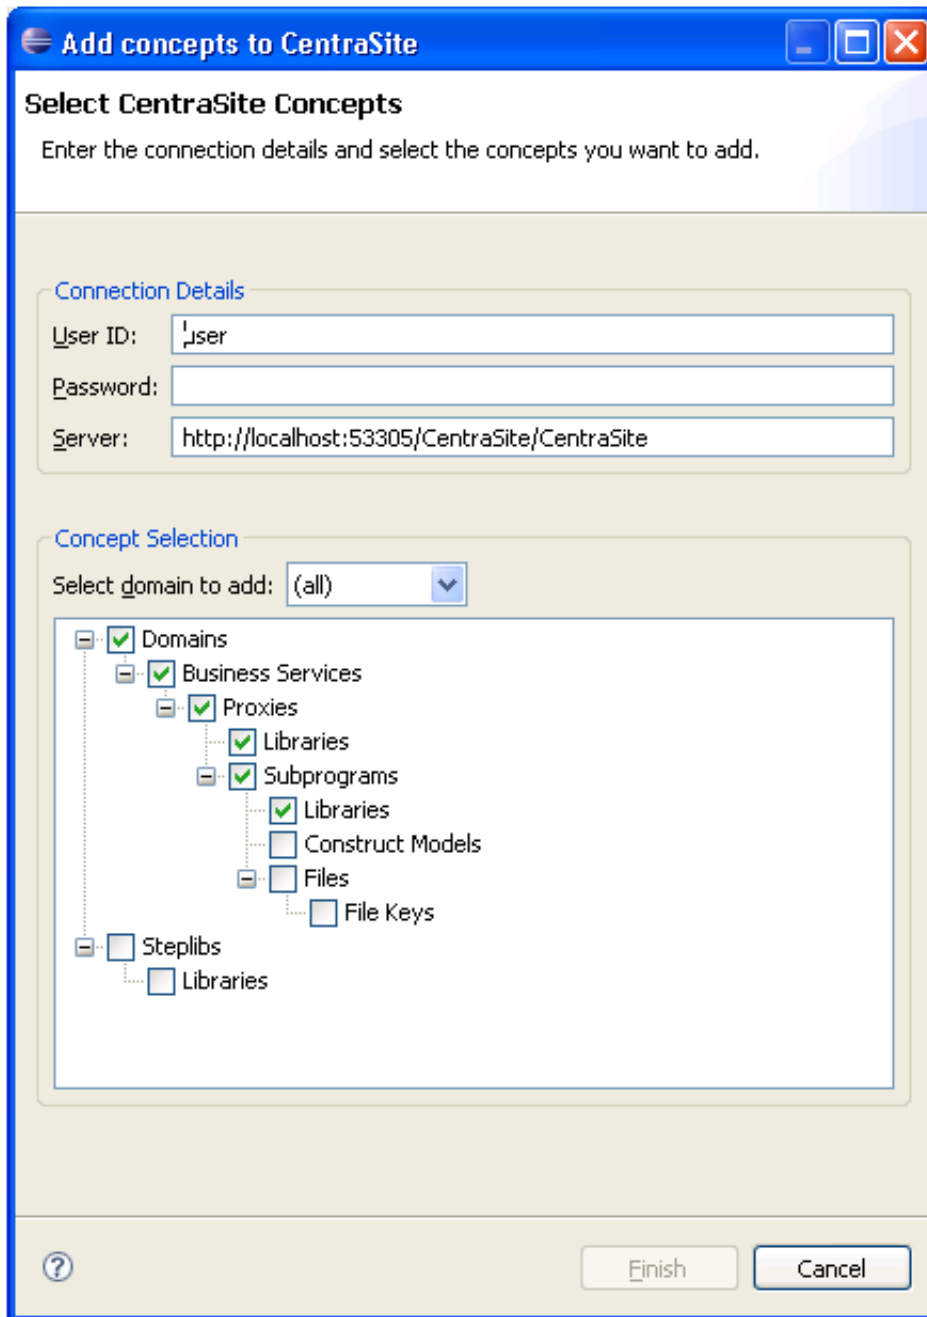 Add concepts to CentraSite
Select CentraSite Concepts
Enter the connection details and select the concepts you want to add.
Connection Details
User ID: user
Password:
Server: http://localhost:53305/CentraSite/CentraSite
Concept Selection
Select domain to add: (all)
Domains
Business Services
Proxies
Libraries
Subprograms
Libraries
Construct Models
Files
File Keys
Steplibs
Libraries
? Finish Cancel